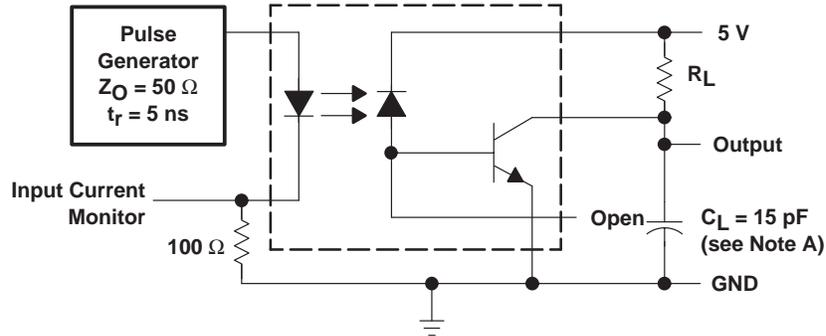 Pulse
Generator
ZO = 50 Ω
tr = 5 ns
5 V
RL
Output
Input Current
Monitor
Open
CL = 15 pF
(see Note A)
100 Ω
GND